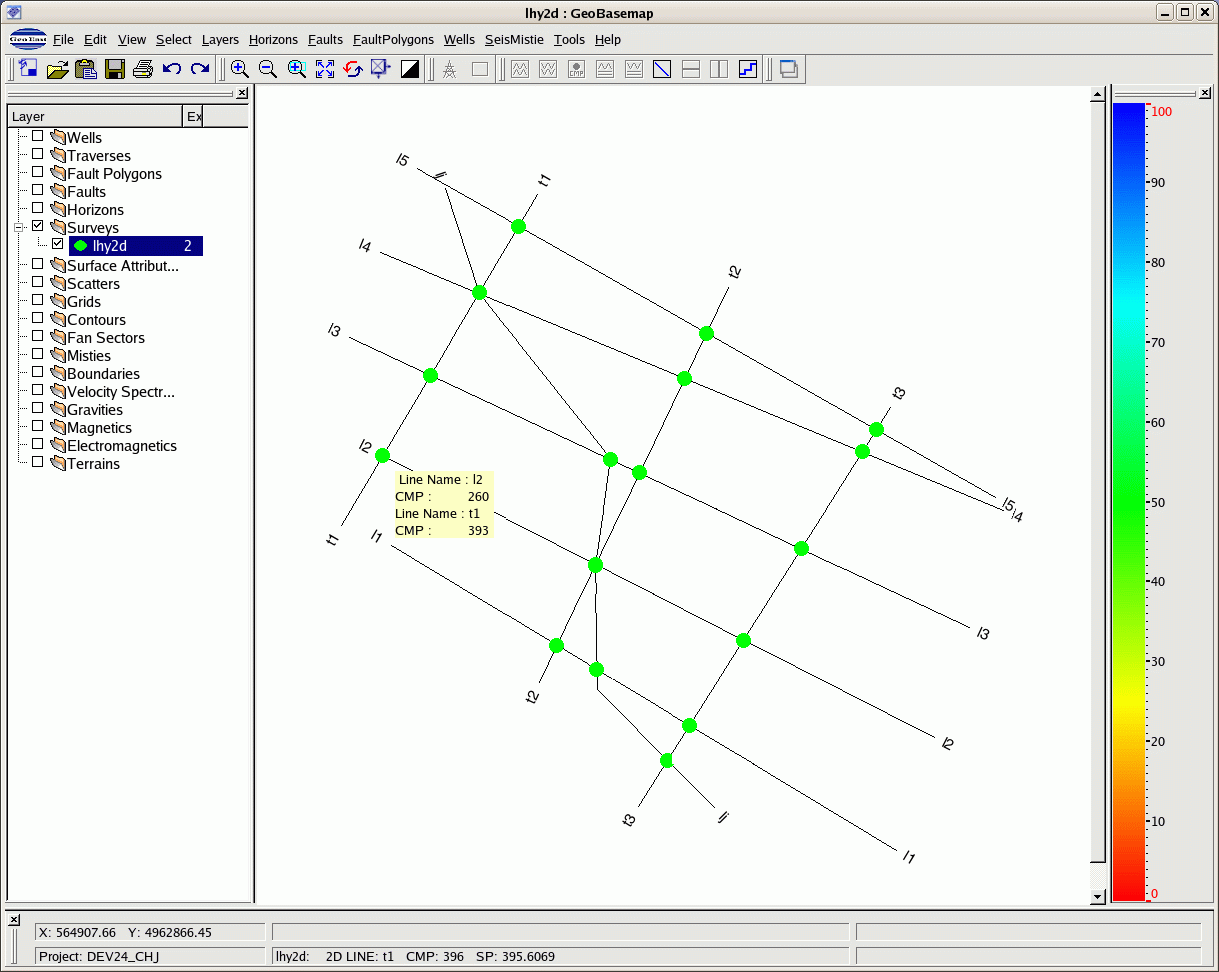 lhy2d : GeoBasemap
GeoEast File Edit View Select Layers Horizons Faults FaultPolygons Wells SeisMistie Tools Help
CMP
Layer Ex
Wells
Traverses
Fault Polygons
Faults
Horizons
Surveys
lhy2d 2
Surface Attribut...
Scatters
Grids
Contours
Fan Sectors
Misties
Boundaries
Velocity Spectr...
Gravities
Magnetics
Electromagnetics
Terrains
l5
lj
t1
l4
t2
l3
t3
l2
Line Name : l2
CMP : 260
Line Name : t1
CMP : 393
l5
l4
t1
l1
l3
t2
l2
t3
lj
l1
100
90
80
70
60
50
40
30
20
10
0
X: 564907.66 Y: 4962866.45
Project: DEV24_CHJ
lhy2d: 2D LINE: t1 CMP: 396 SP: 395.6069